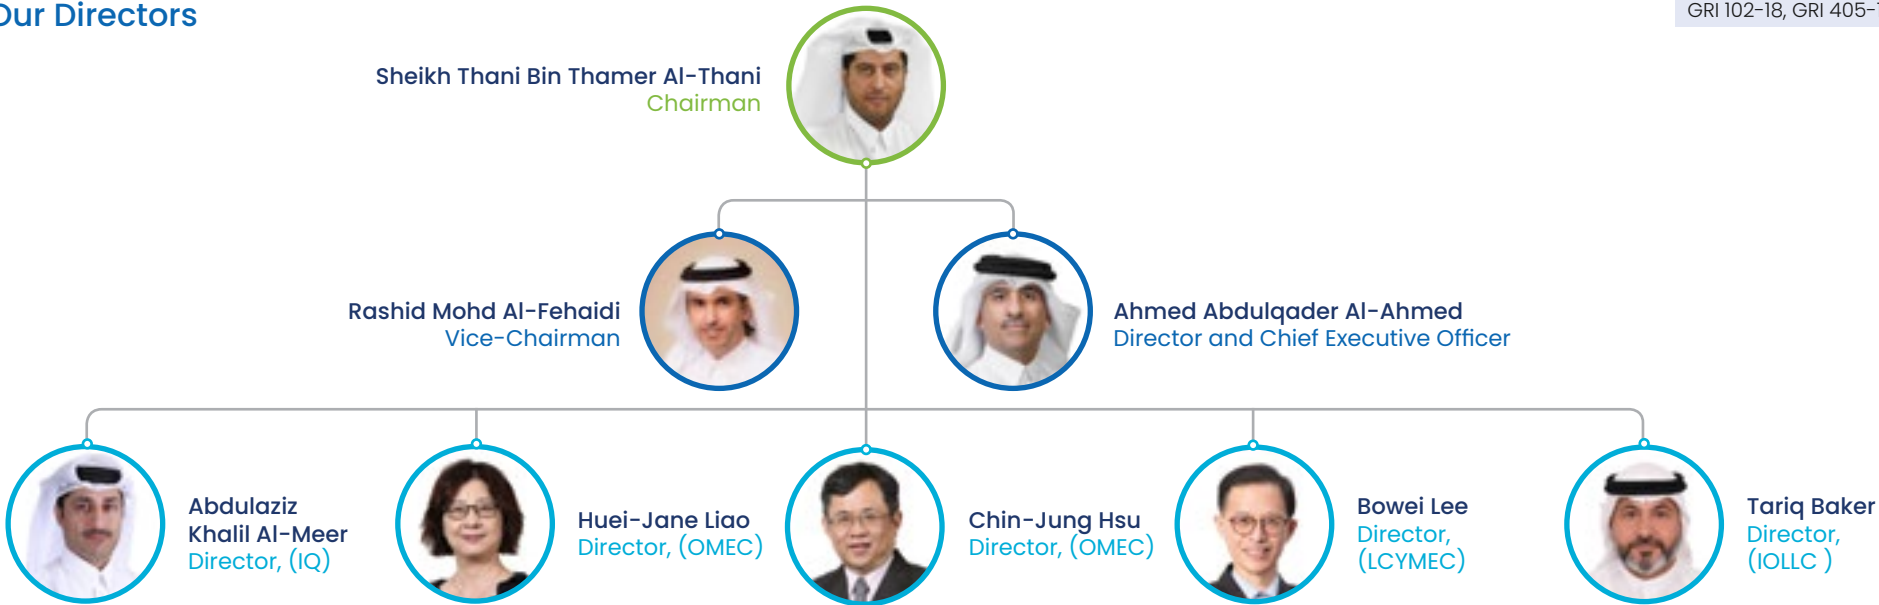 Our Directors
GRI 102-18, GRI 405-1
Sheikh Thani Bin Thamer Al-Thani
Chairman
Rashid Mohd Al-Fehaidi
Vice-Chairman
Ahmed Abdulqader Al-Ahmed
Director and Chief Executive Officer
Abdulaziz
Khalil Al-Meer
Director, (IQ)
Huei-Jane Liao
Director, (OMEC)
Chin-Jung Hsu
Director, (OMEC)
Bowei Lee
Director,
(LCYMEC)
Tariq Baker
Director,
(IOLLC )